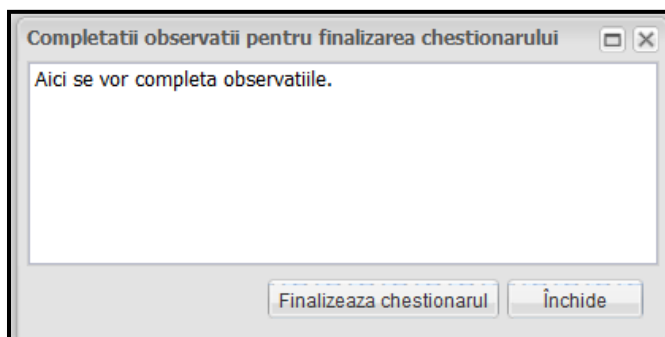 Completatii observatii pentru finalizarea chestionarului
Aici se vor completa observatiile.
Finalizeaza chestionarul
Închide